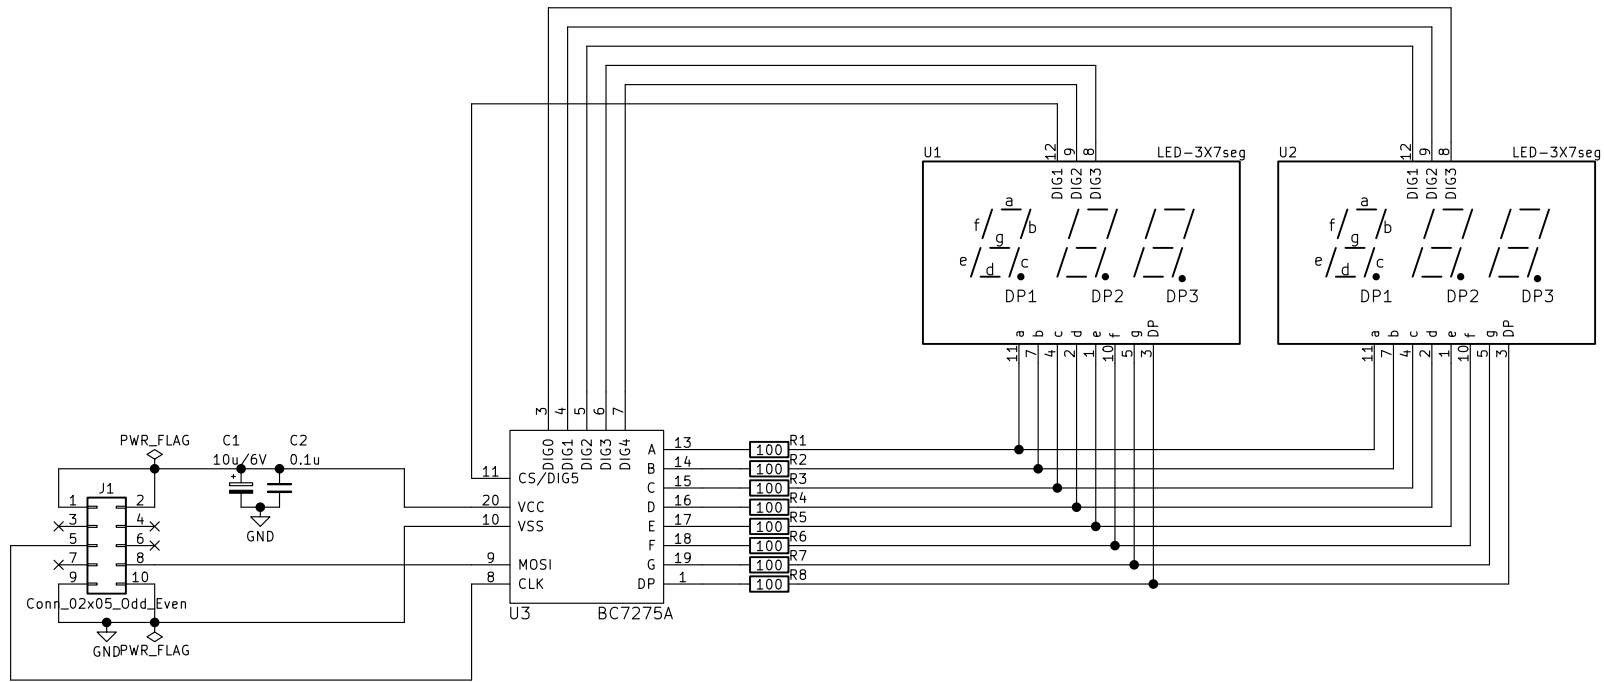 U1
12
9
8
LED-3X7seg
U2
12
9
8
LED-3X7seg
DIG1
DIG2
DIG3
DIG1
DIG2
DIG3
a
f
b
g
e
c
d
DP1
DP2
DP3
a
f
b
g
e
c
d
DP1
DP2
DP3
a
b
c
d
e
f
g
DP
a
b
c
d
e
f
g
DP
11
7
4
2
1
10
5
3
11
7
4
2
1
10
5
3
3
4
5
6
7
DIG0
DIG1
DIG2
DIG3
DIG4
PWR_FLAG
C1
10u/6V
+
C2
0.1u
GND
J1
1
2
3
4
5
6
7
8
9
10
Conn_02x05_Odd_Even
GND
PWR_FLAG
11
CS/DIG5
20
VCC
10
VSS
9
MOSI
8
CLK
U3
BC7275A
A
13
100
R1
B
14
100
R2
C
15
100
R3
D
16
100
R4
E
17
100
R5
F
18
100
R6
G
19
100
R7
DP
1
100
R8